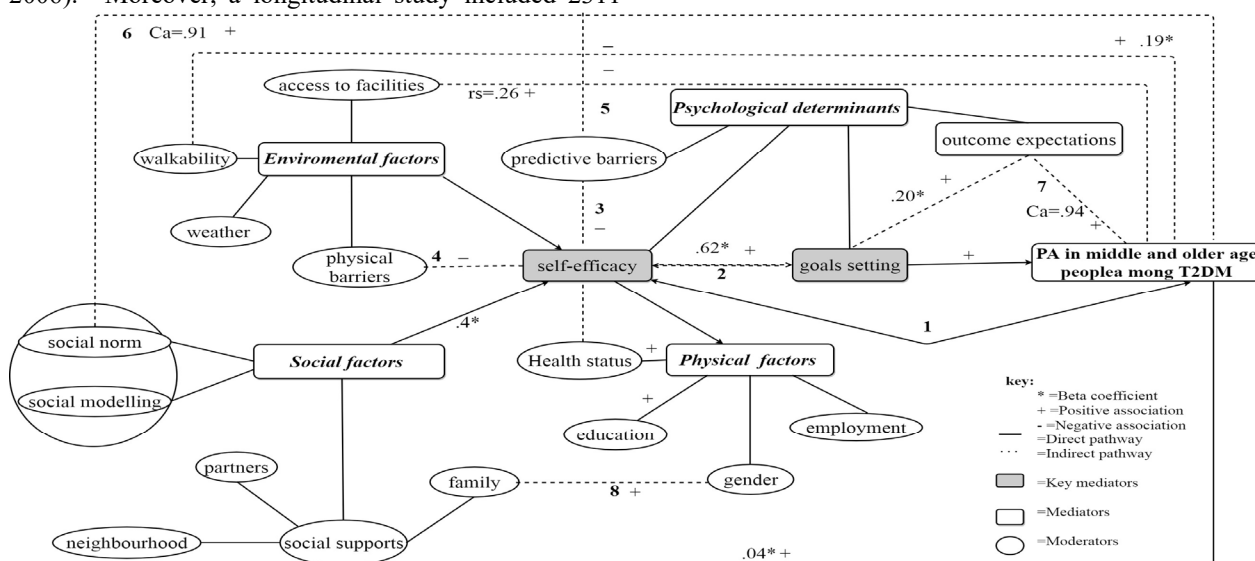 2000). Moreover, a longitudinal study included 2311
6 Ca=.91 +
−
+ .19*
access to facilities
rs=.26 +
−
5
Psychological determinants
walkability
Enviromental factors
predictive barriers
outcome expectations
weather
3
−
.20*
+
7
Ca=.94
+
physical
barriers
4 −
self-efficacy
.62* +
2
goals setting
+
PA in middle and older age
peoplea mong T2DM
.4*
1
social norm
Social factors
Health status
+
Physical factors
social modelling
+
education
employment
key:
* =Beta coefficient
+ =Positive association
- =Negative association
=Direct pathway
=Indirect pathway
=Key mediators
=Mediators
=Moderators
partners
family
8 +
gender
neighbourhood
social supports
.04* +